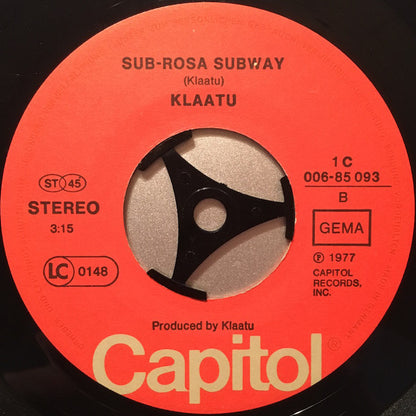 SUB-ROSA SUBWAY
(Klaatu)
KLAATU
ST 45
STEREO
3:15
LC 0148
1 C
006-85 093
B
GEMA
℗ 1977
CAPITOL
RECORDS,
INC.
Produced by Klaatu
Capitol